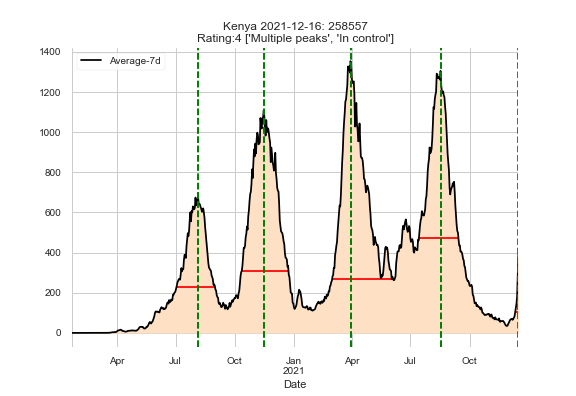 Kenya 2021-12-16: 258557
Rating:4 ['Multiple peaks', 'In control']
Average-7d
1400
1200
1000
800
600
400
200
0
Apr Jul Oct Jan Apr Jul Oct
2021
Date